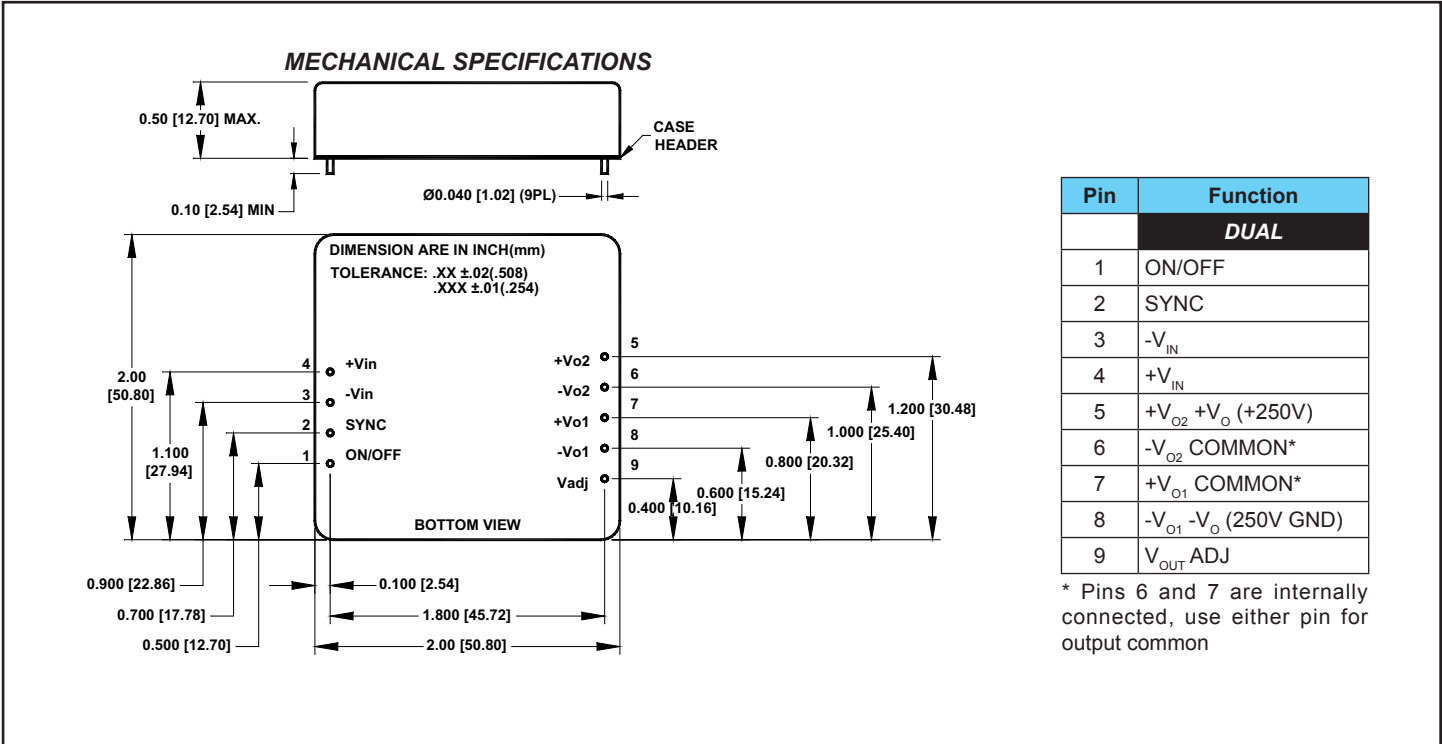 MECHANICAL SPECIFICATIONS
0.50 [12.70] MAX.
CASE
HEADER
Ø0.040 [1.02] (9PL)
0.10 [2.54] MIN
DIMENSION ARE IN INCH(mm)
TOLERANCE: .XX ±.02(.508)
.XXX ±.01(.254)
4 +Vin
3 -Vin
2 SYNC
1 ON/OFF
+Vo2 5
-Vo2 6
+Vo1 7
-Vo1 8
Vadj 9
BOTTOM VIEW
2.00
[50.80]
1.100
[27.94]
1.200 [30.48]
1.000 [25.40]
0.800 [20.32]
0.600 [15.24]
0.400 [10.16]
0.900 [22.86]
0.700 [17.78]
0.500 [12.70]
0.100 [2.54]
1.800 [45.72]
2.00 [50.80]
Pin Function
DUAL
1 ON/OFF
2 SYNC
3 -VIN
4 +VIN
5 +VO2 +VO (+250V)
6 -VO2 COMMON*
7 +VO1 COMMON*
8 -VO1 -VO (250V GND)
9 VOUT ADJ
* Pins 6 and 7 are internally
connected, use either pin for
output common